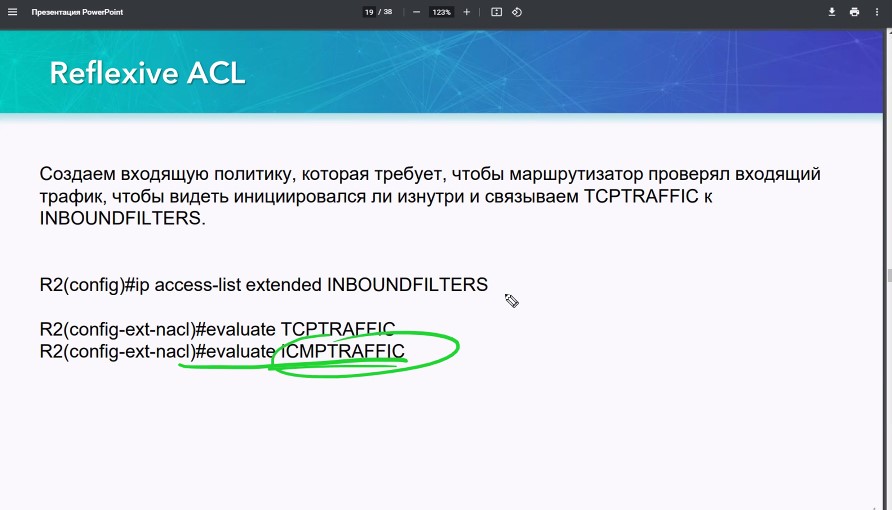 Презентация PowerPoint
19 / 38
123%
Reflexive ACL
Создаем входящую политику, которая требует, чтобы маршрутизатор проверял входящий
трафик, чтобы видеть инициировался ли изнутри и связываем TCPTRAFFIC к
INBOUNDFILTERS.
R2(config)#ip access-list extended INBOUNDFILTERS
R2(config-ext-nacl)#evaluate TCPTRAFFIC
R2(config-ext-nacl)#evaluate ICMPTRAFFIC